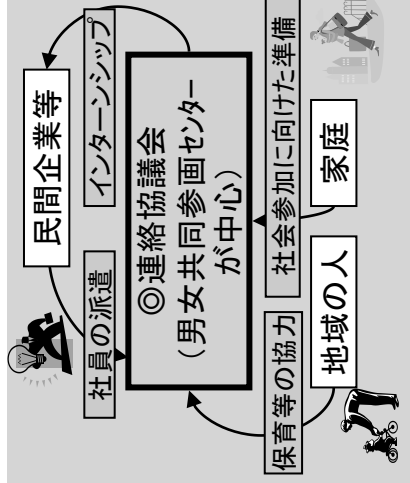 民間企業等
社員の派遣
インターンシップ
◎連絡協議会
(男女共同参画センター
が中心)
保育等の協力
社会参加に向けた準備
地域の人
家庭